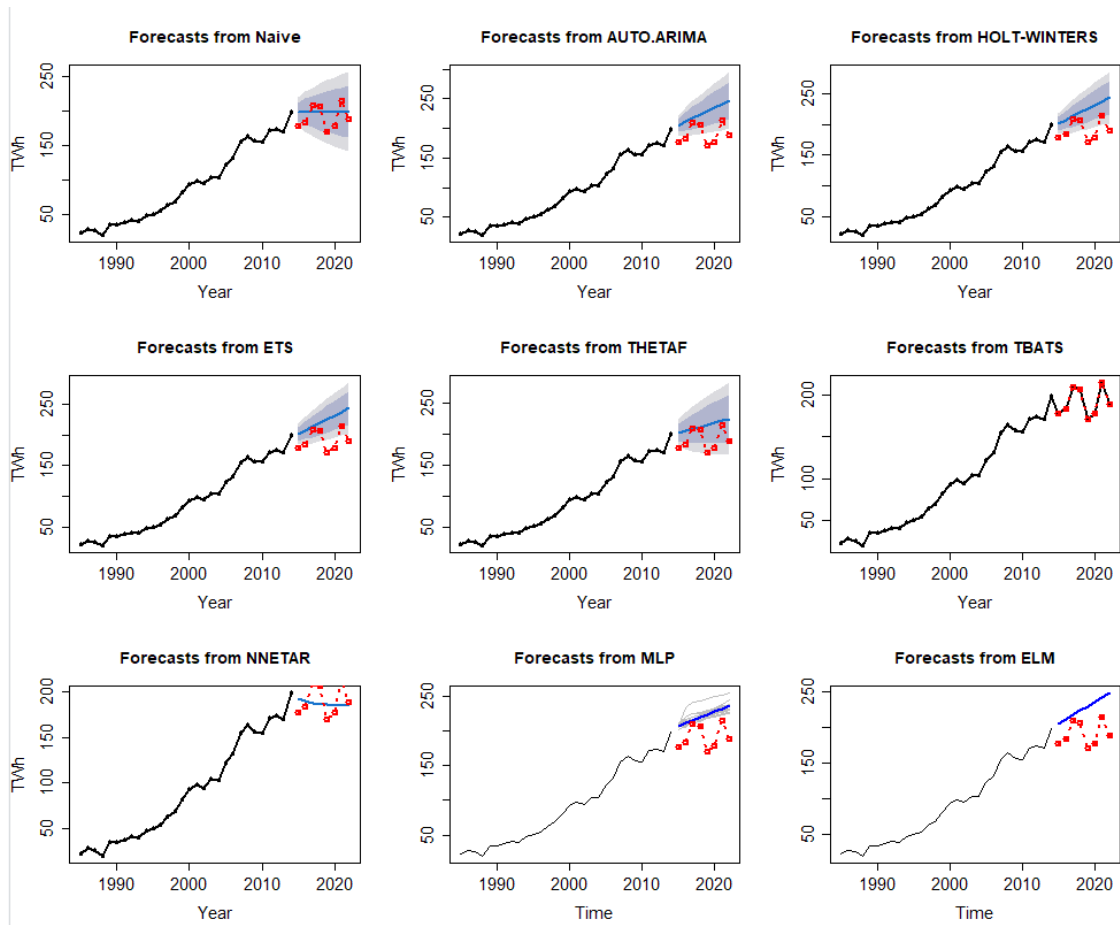 Forecasts from Naive
TWh
250
150
50
1990
2000
2010
2020
Year
Forecasts from AUTO.ARIMA
TWh
250
150
50
1990
2000
2010
2020
Year
Forecasts from HOLT-WINTERS
TWh
250
150
50
1990
2000
2010
2020
Year
Forecasts from ETS
TWh
250
150
50
1990
2000
2010
2020
Year
Forecasts from THETAF
TWh
250
150
50
1990
2000
2010
2020
Year
Forecasts from TBATS
TWh
200
100
50
1990
2000
2010
2020
Year
Forecasts from NNETAR
TWh
200
150
100
50
1990
2000
2010
2020
Year
Forecasts from MLP
250
150
50
1990
2000
2010
2020
Time
Forecasts from ELM
250
150
50
1990
2000
2010
2020
Time